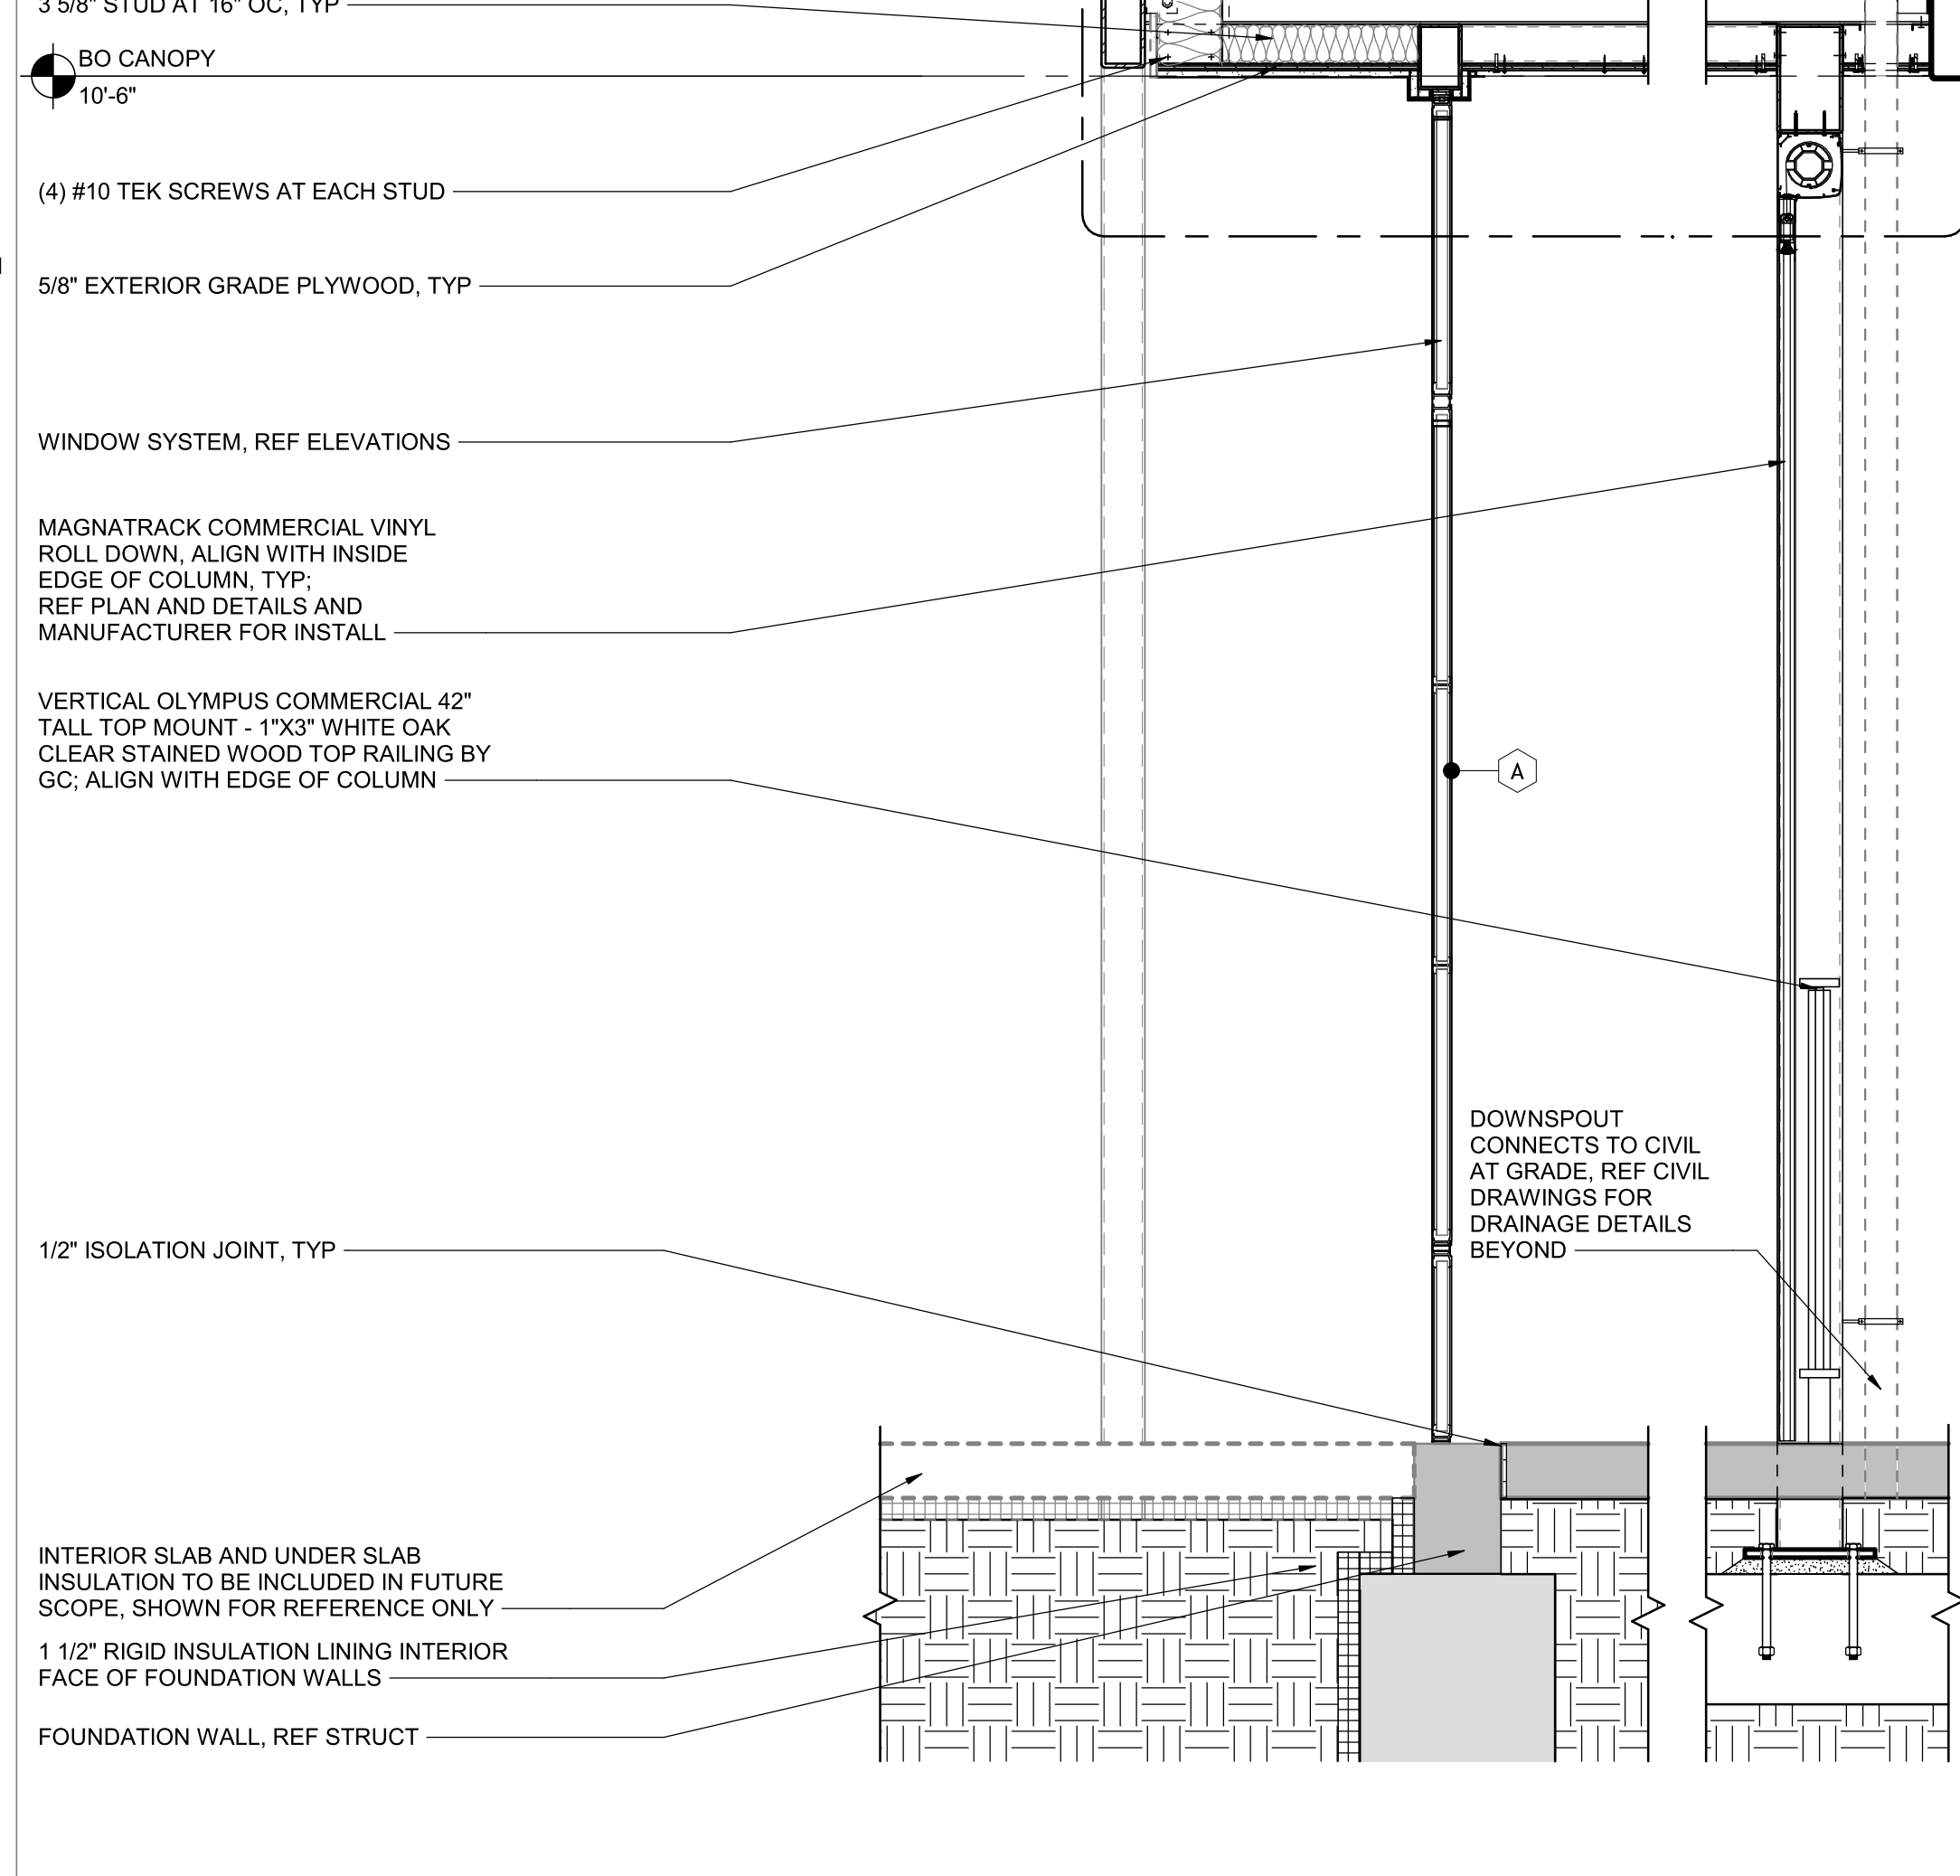 3 5/8" STUD AT 16" OC, TYP
BO CANOPY
10'-6"
(4) #10 TEK SCREWS AT EACH STUD
5/8" EXTERIOR GRADE PLYWOOD, TYP
WINDOW SYSTEM, REF ELEVATIONS
MAGNATRACK COMMERCIAL VINYL
ROLL DOWN, ALIGN WITH INSIDE
EDGE OF COLUMN, TYP;
REF PLAN AND DETAILS AND
MANUFACTURER FOR INSTALL
VERTICAL OLYMPUS COMMERCIAL 42"
TALL TOP MOUNT - 1"X3" WHITE OAK
CLEAR STAINED WOOD TOP RAILING BY
GC; ALIGN WITH EDGE OF COLUMN
A
DOWNSPOUT
CONNECTS TO CIVIL
AT GRADE, REF CIVIL
DRAWINGS FOR
DRAINAGE DETAILS
BEYOND
1/2" ISOLATION JOINT, TYP
INTERIOR SLAB AND UNDER SLAB
INSULATION TO BE INCLUDED IN FUTURE
SCOPE, SHOWN FOR REFERENCE ONLY
1 1/2" RIGID INSULATION LINING INTERIOR
FACE OF FOUNDATION WALLS
FOUNDATION WALL, REF STRUCT